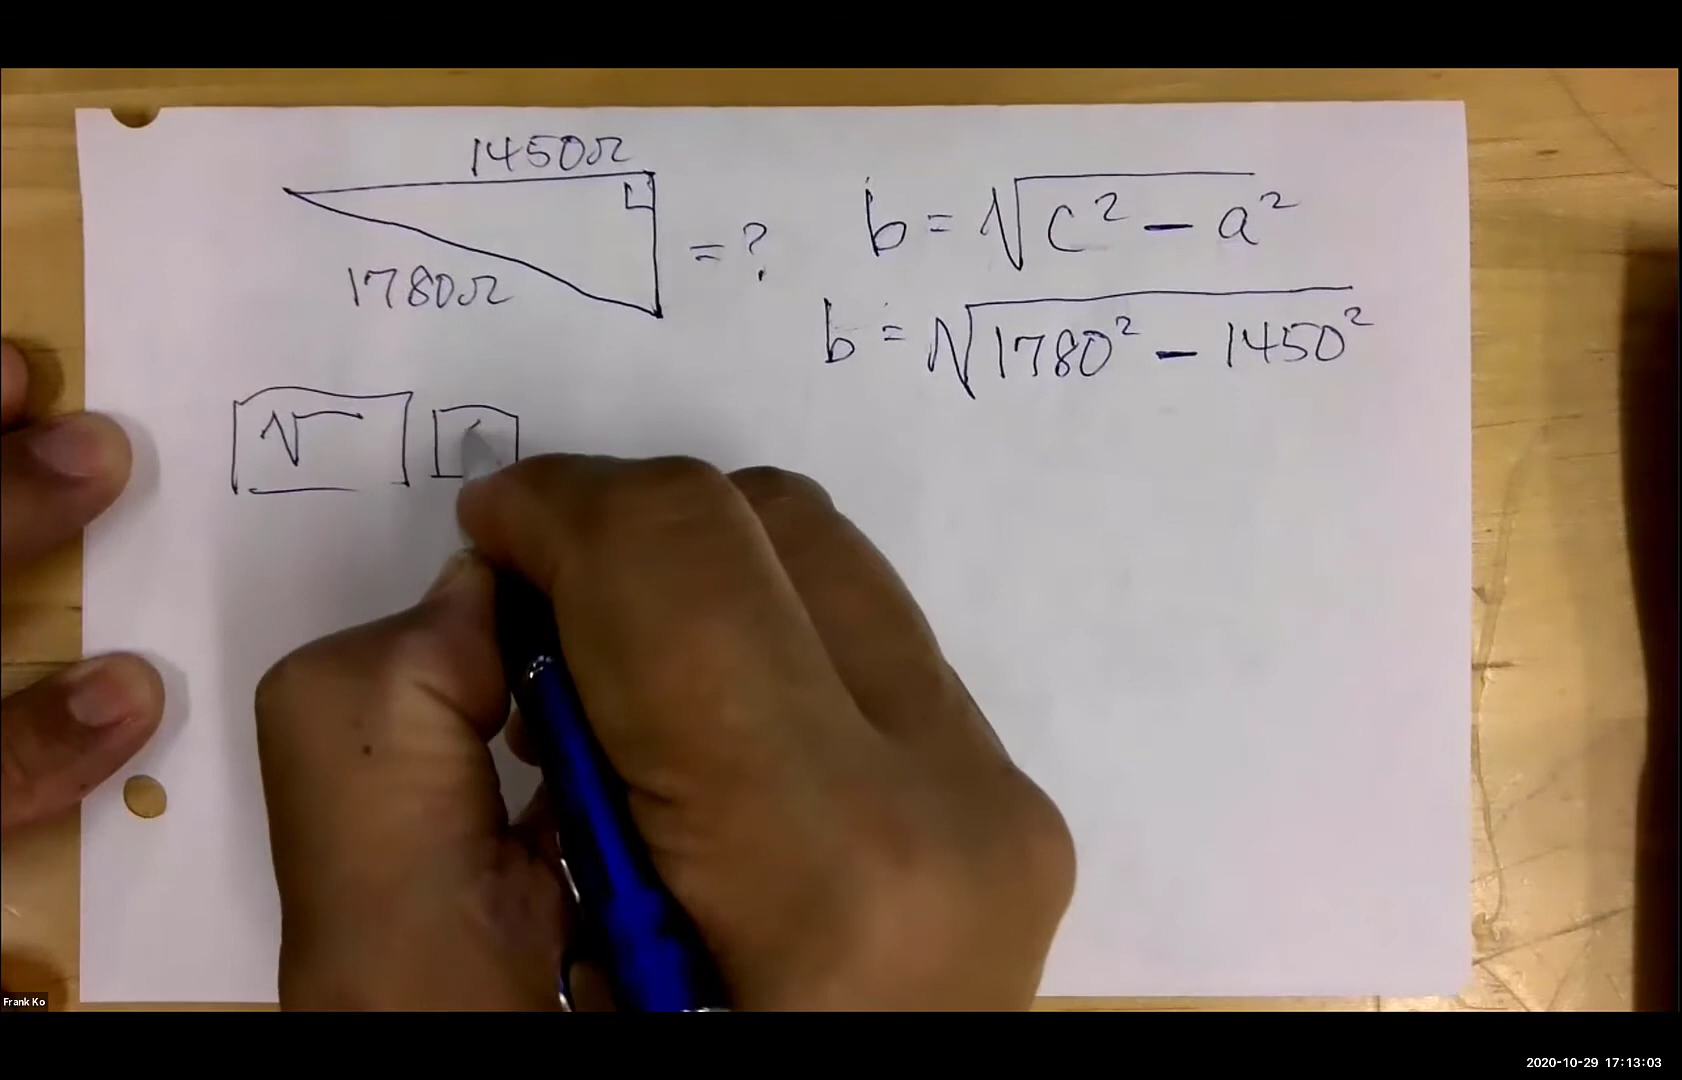 1450Ω
1780Ω
= ?
b = √c² - a²
b = √1780² - 1450²
√
Frank Ko
2020-10-29 17:13:03